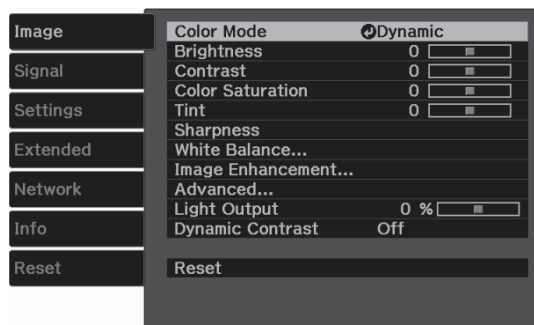 Image
Signal
Settings
Extended
Network
Info
Reset
Color Mode Dynamic
Brightness 0
Contrast 0
Color Saturation 0
Tint 0
Sharpness
White Balance...
Image Enhancement...
Advanced...
Light Output 0 %
Dynamic Contrast Off
Reset